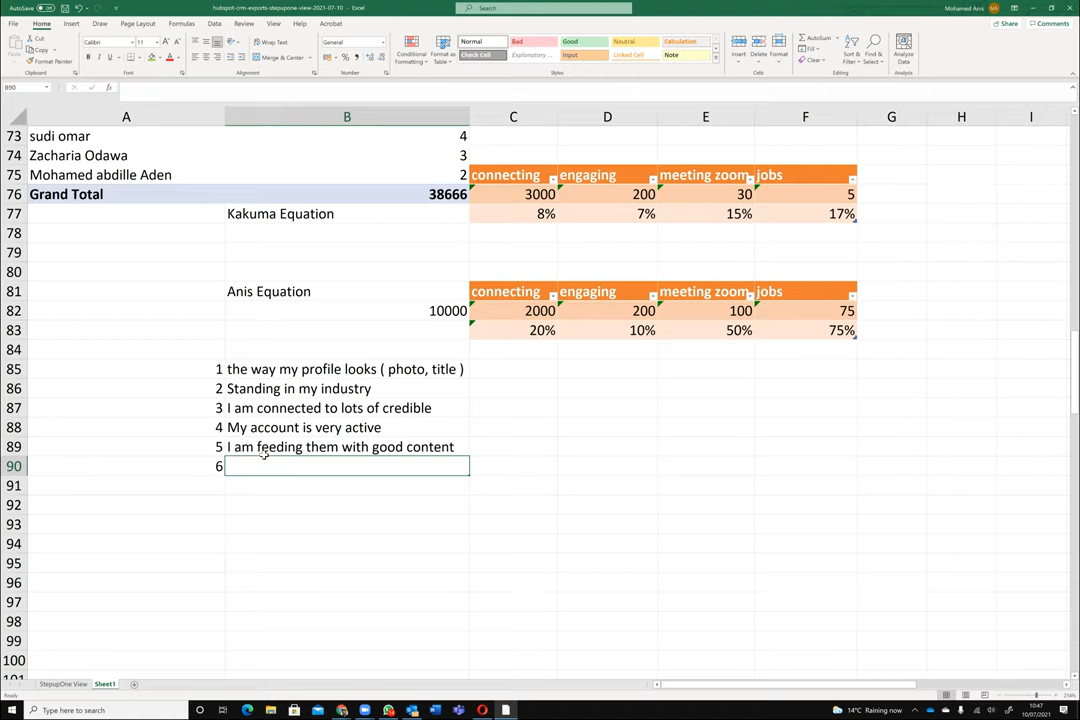 AutoSave Off hubspot-crm-exports-stepupone-view-2021-07-10 - Excel Search Mohamed Anis MA
File Home Insert Draw Page Layout Formulas Data Review View Help Acrobat Share Comments
Cut Copy Format Painter Paste Calibri 11 Wrap Text Merge & Center General Conditional Formatting Format as Table Normal Bad Good Neutral Calculation Insert Delete Format AutoSum Fill Clear Sort & Filter Find & Select Analyze Data
Check Cell Explanatory ... Input Linked Cell Note
Clipboard Font Alignment Number Styles Cells Editing Analysis
B90 fx
A B C D E F G H I
73 sudi omar 4
74 Zacharia Odawa 3
75 Mohamed abdille Aden 2 connecting engaging meeting zoom jobs
76 Grand Total 38666 3000 200 30 5
77 Kakuma Equation 8% 7% 15% 17%
78
79
80
81 Anis Equation connecting engaging meeting zoom jobs
82 10000 2000 200 100 75
83 20% 10% 50% 75%
84
85 1 the way my profile looks ( photo, title )
86 2 Standing in my industry
87 3 I am connected to lots of credible
88 4 My account is very active
89 5 I am feeding them with good content
90 6
91
92
93
94
95
96
97
98
99
100
101
StepupOne View Sheet1
Ready 214%
Type here to search 14°C Raining now 10:47 10/07/2021